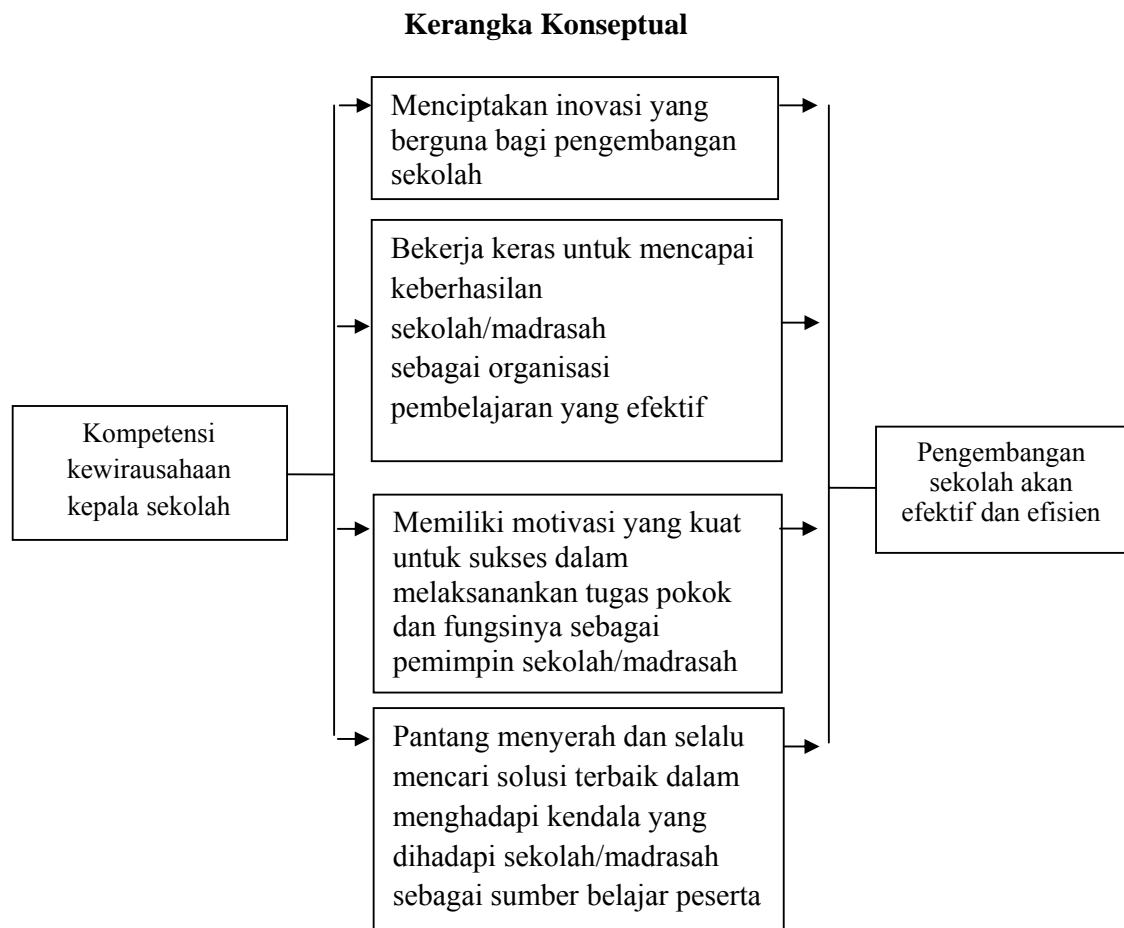 Kerangka Konseptual
Menciptakan inovasi yang
berguna bagi pengembangan
sekolah
Bekerja keras untuk mencapai
keberhasilan
sekolah/madrasah
sebagai organisasi
pembelajaran yang efektif
Kompetensi
kewirausahaan
kepala sekolah
Pengembangan
sekolah akan
efektif dan efisien
Memiliki motivasi yang kuat
untuk sukses dalam
melaksanankan tugas pokok
dan fungsinya sebagai
pemimpin sekolah/madrasah
Pantang menyerah dan selalu
mencari solusi terbaik dalam
menghadapi kendala yang
dihadapi sekolah/madrasah
sebagai sumber belajar peserta